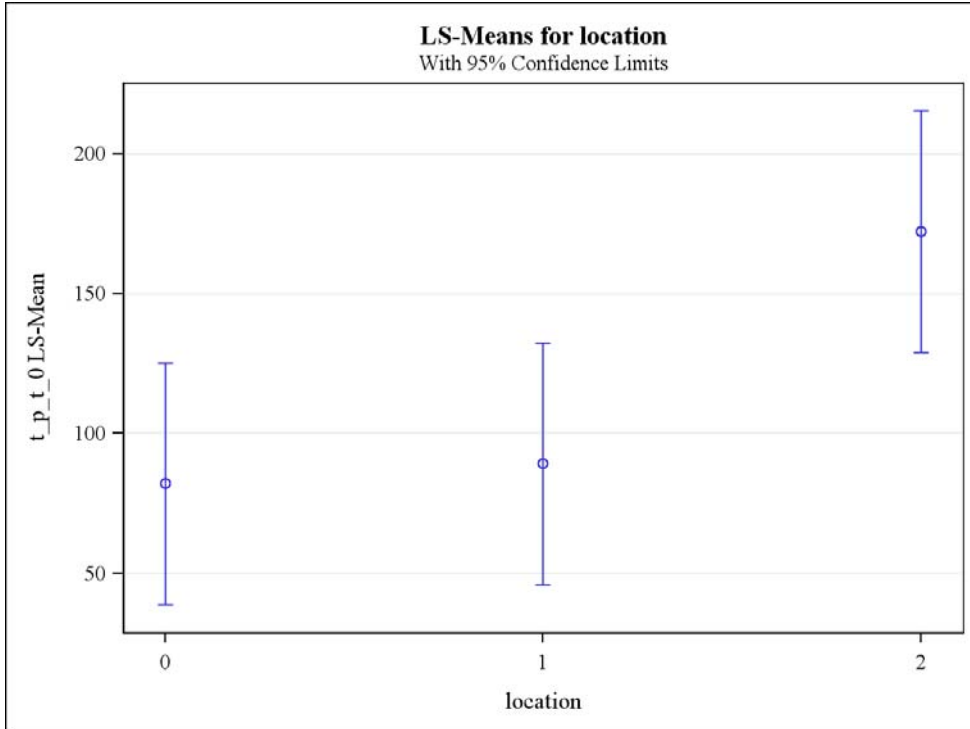 LS-Means for location
With 95% Confidence Limits
200
150
100
50
t_p_t_0 LS-Mean
0 1 2
location